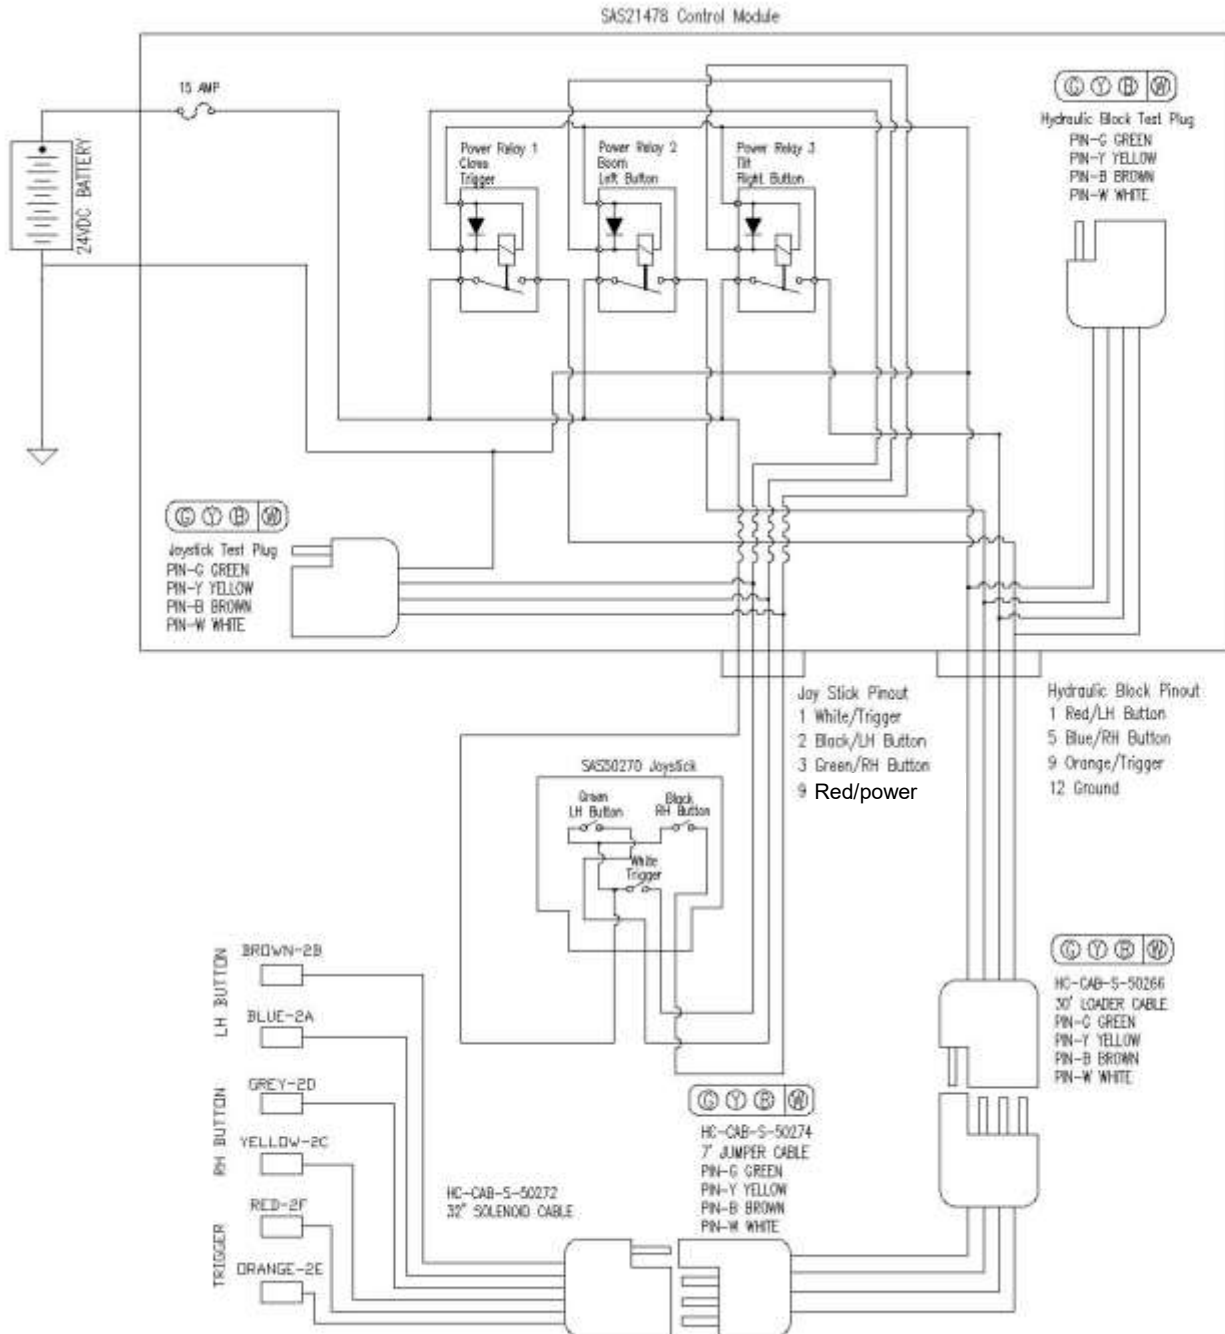 SAS21478 Control Module
15 AMP
24VDC BATTERY
Power Relay 1
Claws
Trigger
Power Relay 2
Boom
Left Button
Power Relay 3
Tilt
Right Button
G Y B W
Hydraulic Block Test Plug
PIN-G GREEN
PIN-Y YELLOW
PIN-B BROWN
PIN-W WHITE
G Y B W
Joystick Test Plug
PIN-G GREEN
PIN-Y YELLOW
PIN-B BROWN
PIN-W WHITE
Joy Stick Pinout
1 White/Trigger
2 Black/LH Button
3 Green/RH Button
9 Red/power
Hydraulic Block Pinout
1 Red/LH Button
5 Blue/RH Button
9 Orange/Trigger
12 Ground
SAS50270 Joystick
Green
LH Button
Black
RH Button
White
Trigger
G Y B W
HC-CAB-S-50266
30' LOADER CABLE
PIN-G GREEN
PIN-Y YELLOW
PIN-B BROWN
PIN-W WHITE
LH BUTTON
BROWN-2B
BLUE-2A
RH BUTTON
GREY-2D
YELLOW-2C
TRIGGER
RED-2F
ORANGE-2E
HC-CAB-S-50272
32" SOLENOID CABLE
G Y B W
HC-CAB-S-50274
7' JUMPER CABLE
PIN-G GREEN
PIN-Y YELLOW
PIN-B BROWN
PIN-W WHITE